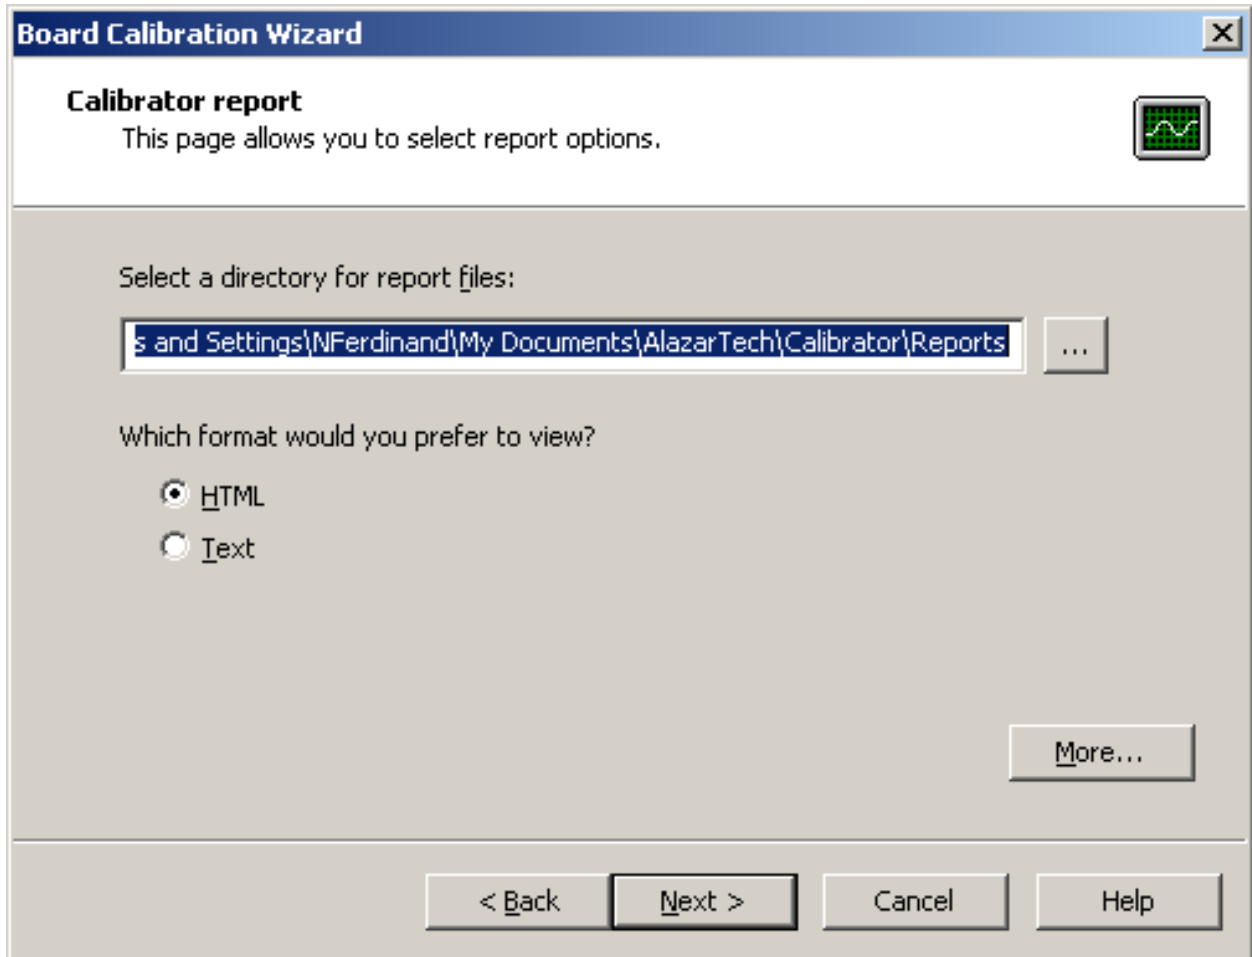 Board Calibration Wizard
Calibrator report
This page allows you to select report options.
Select a directory for report files:
s and Settings\NFerdinand\My Documents\AlazarTech\Calibrator\Reports
...
Which format would you prefer to view?
HTML
Text
More...
< Back Next > Cancel Help